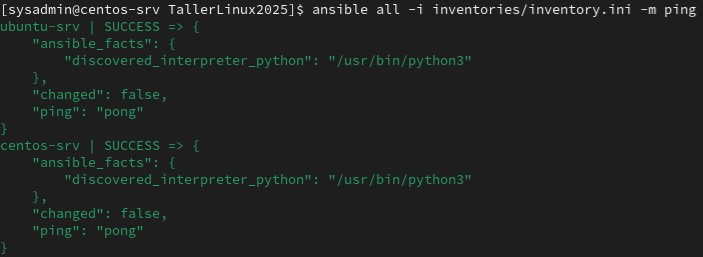 [sysadmin@centos-srv TallerLinux2025]$ ansible all -i inventories/inventory.ini -m ping
ubuntu-srv | SUCCESS => {
    "ansible_facts": {
        "discovered_interpreter_python": "/usr/bin/python3"
    },
    "changed": false,
    "ping": "pong"
}
centos-srv | SUCCESS => {
    "ansible_facts": {
        "discovered_interpreter_python": "/usr/bin/python3"
    },
    "changed": false,
    "ping": "pong"
}